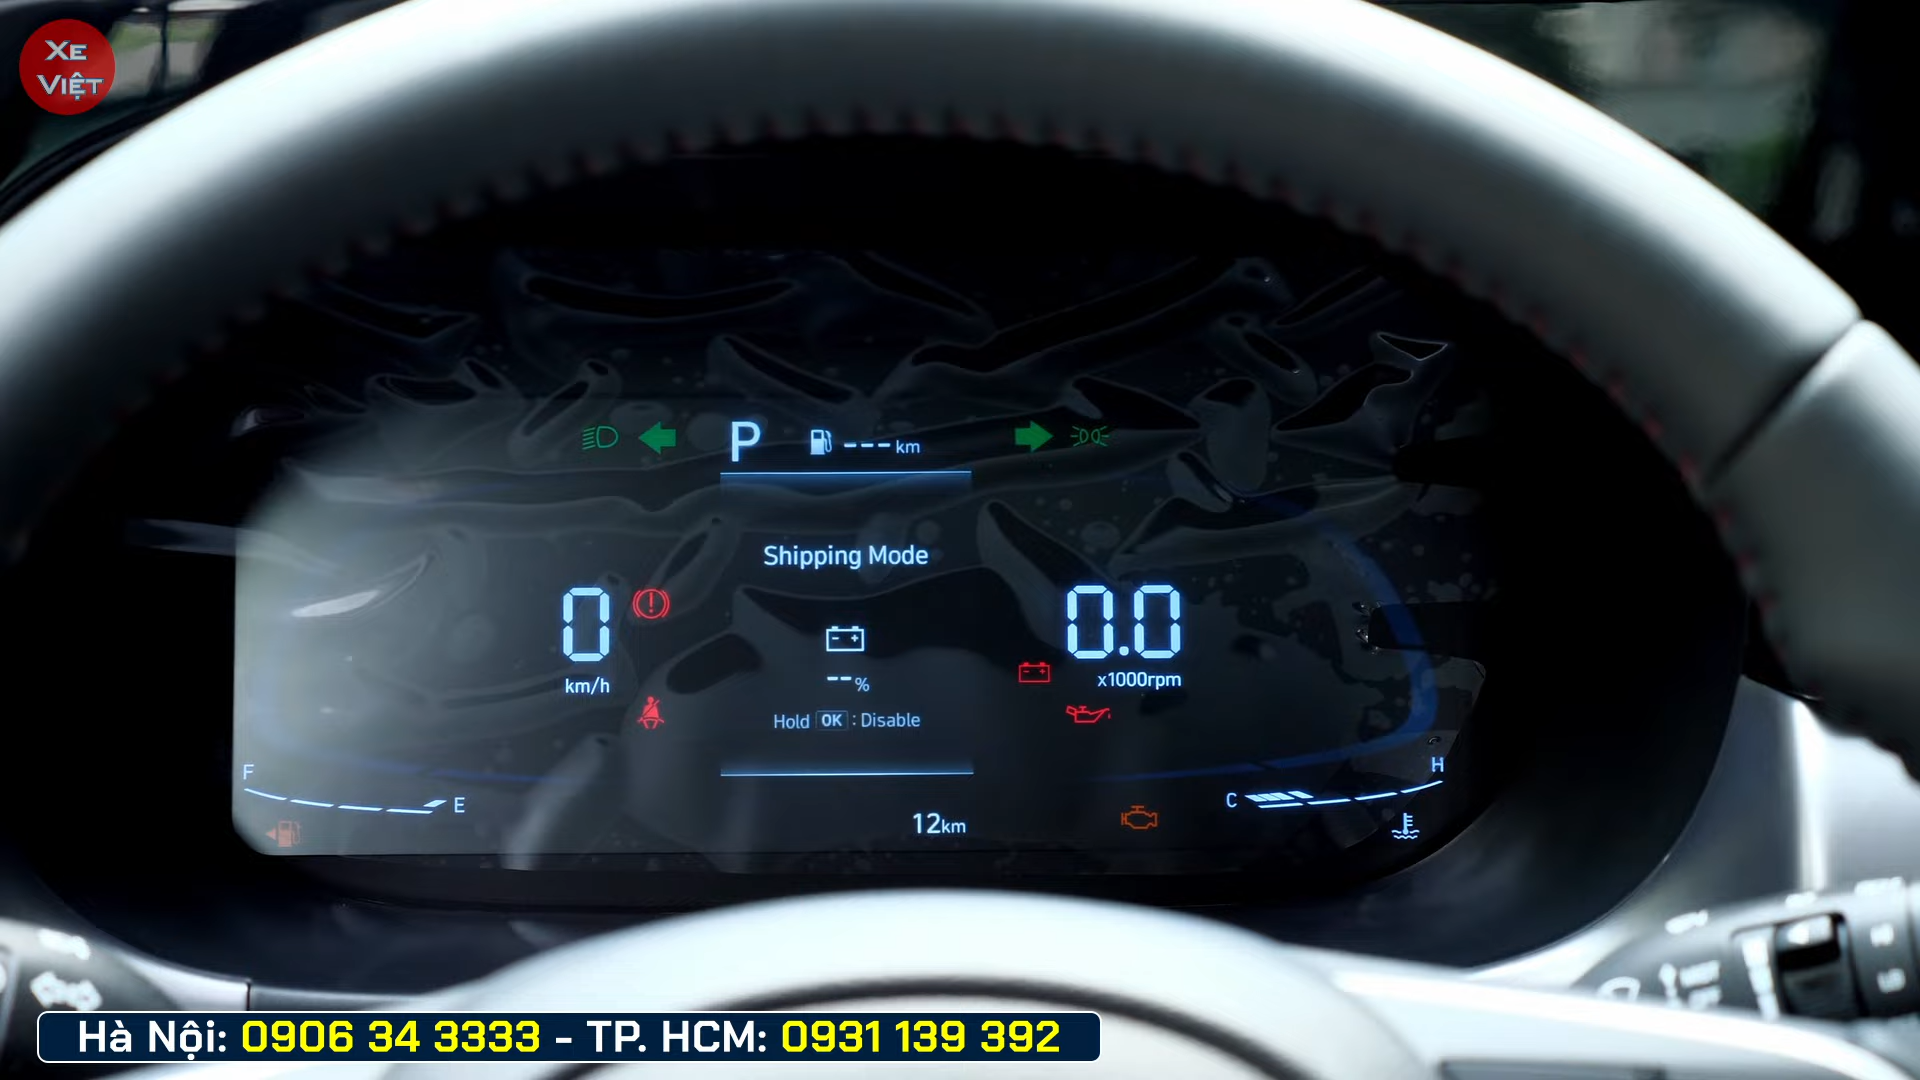 XE
VIỆT
P --- km
Shipping Mode
0
km/h
--%
Hold OK : Disable
0.0
x1000rpm
F
E
12km
C
H
Hà Nội: 0906 34 3333 - TP. HCM: 0931 139 392